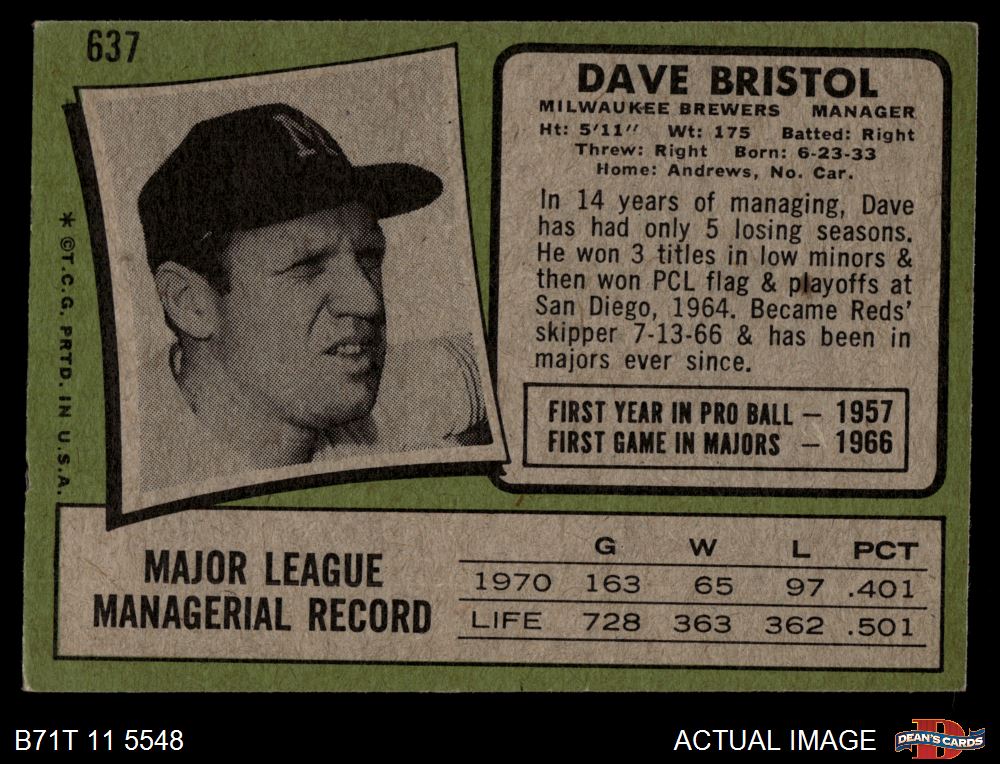 637
* ©T.C.G. PRTD. IN U.S.A.
DAVE BRISTOL
MILWAUKEE BREWERS MANAGER
Ht: 5'11" Wt: 175 Batted: Right
Threw: Right Born: 6-23-33
Home: Andrews, No. Car.
In 14 years of managing, Dave
has had only 5 losing seasons.
He won 3 titles in low minors &
then won PCL flag & playoffs at
San Diego, 1964. Became Reds'
skipper 7-13-66 & has been in
majors ever since.
FIRST YEAR IN PRO BALL – 1957
FIRST GAME IN MAJORS – 1966
MAJOR LEAGUE
MANAGERIAL RECORD
G W L PCT
1970 163 65 97 .401
LIFE 728 363 362 .501
B71T 11 5548
ACTUAL IMAGE
DEAN'S CARDS